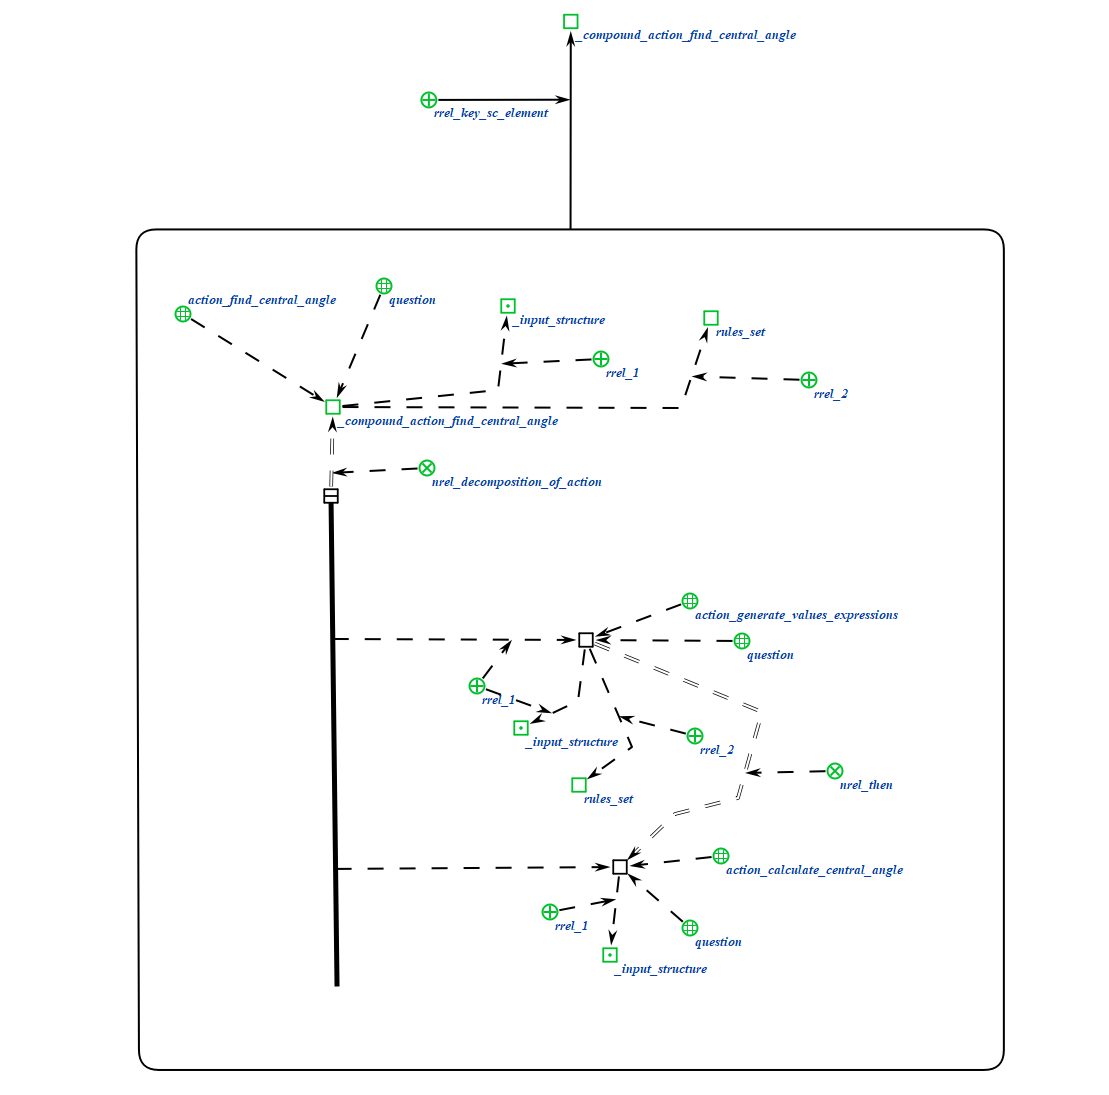 _compound_action_find_central_angle
rrel_key_sc_element
action_find_central_angle
question
_input_structure
rules_set
rrel_1
rrel_2
_compound_action_find_central_angle
nrel_decomposition_of_action
action_generate_values_expressions
question
rrel_1
_input_structure
rrel_2
nrel_then
rules_set
action_calculate_central_angle
rrel_1
question
_input_structure